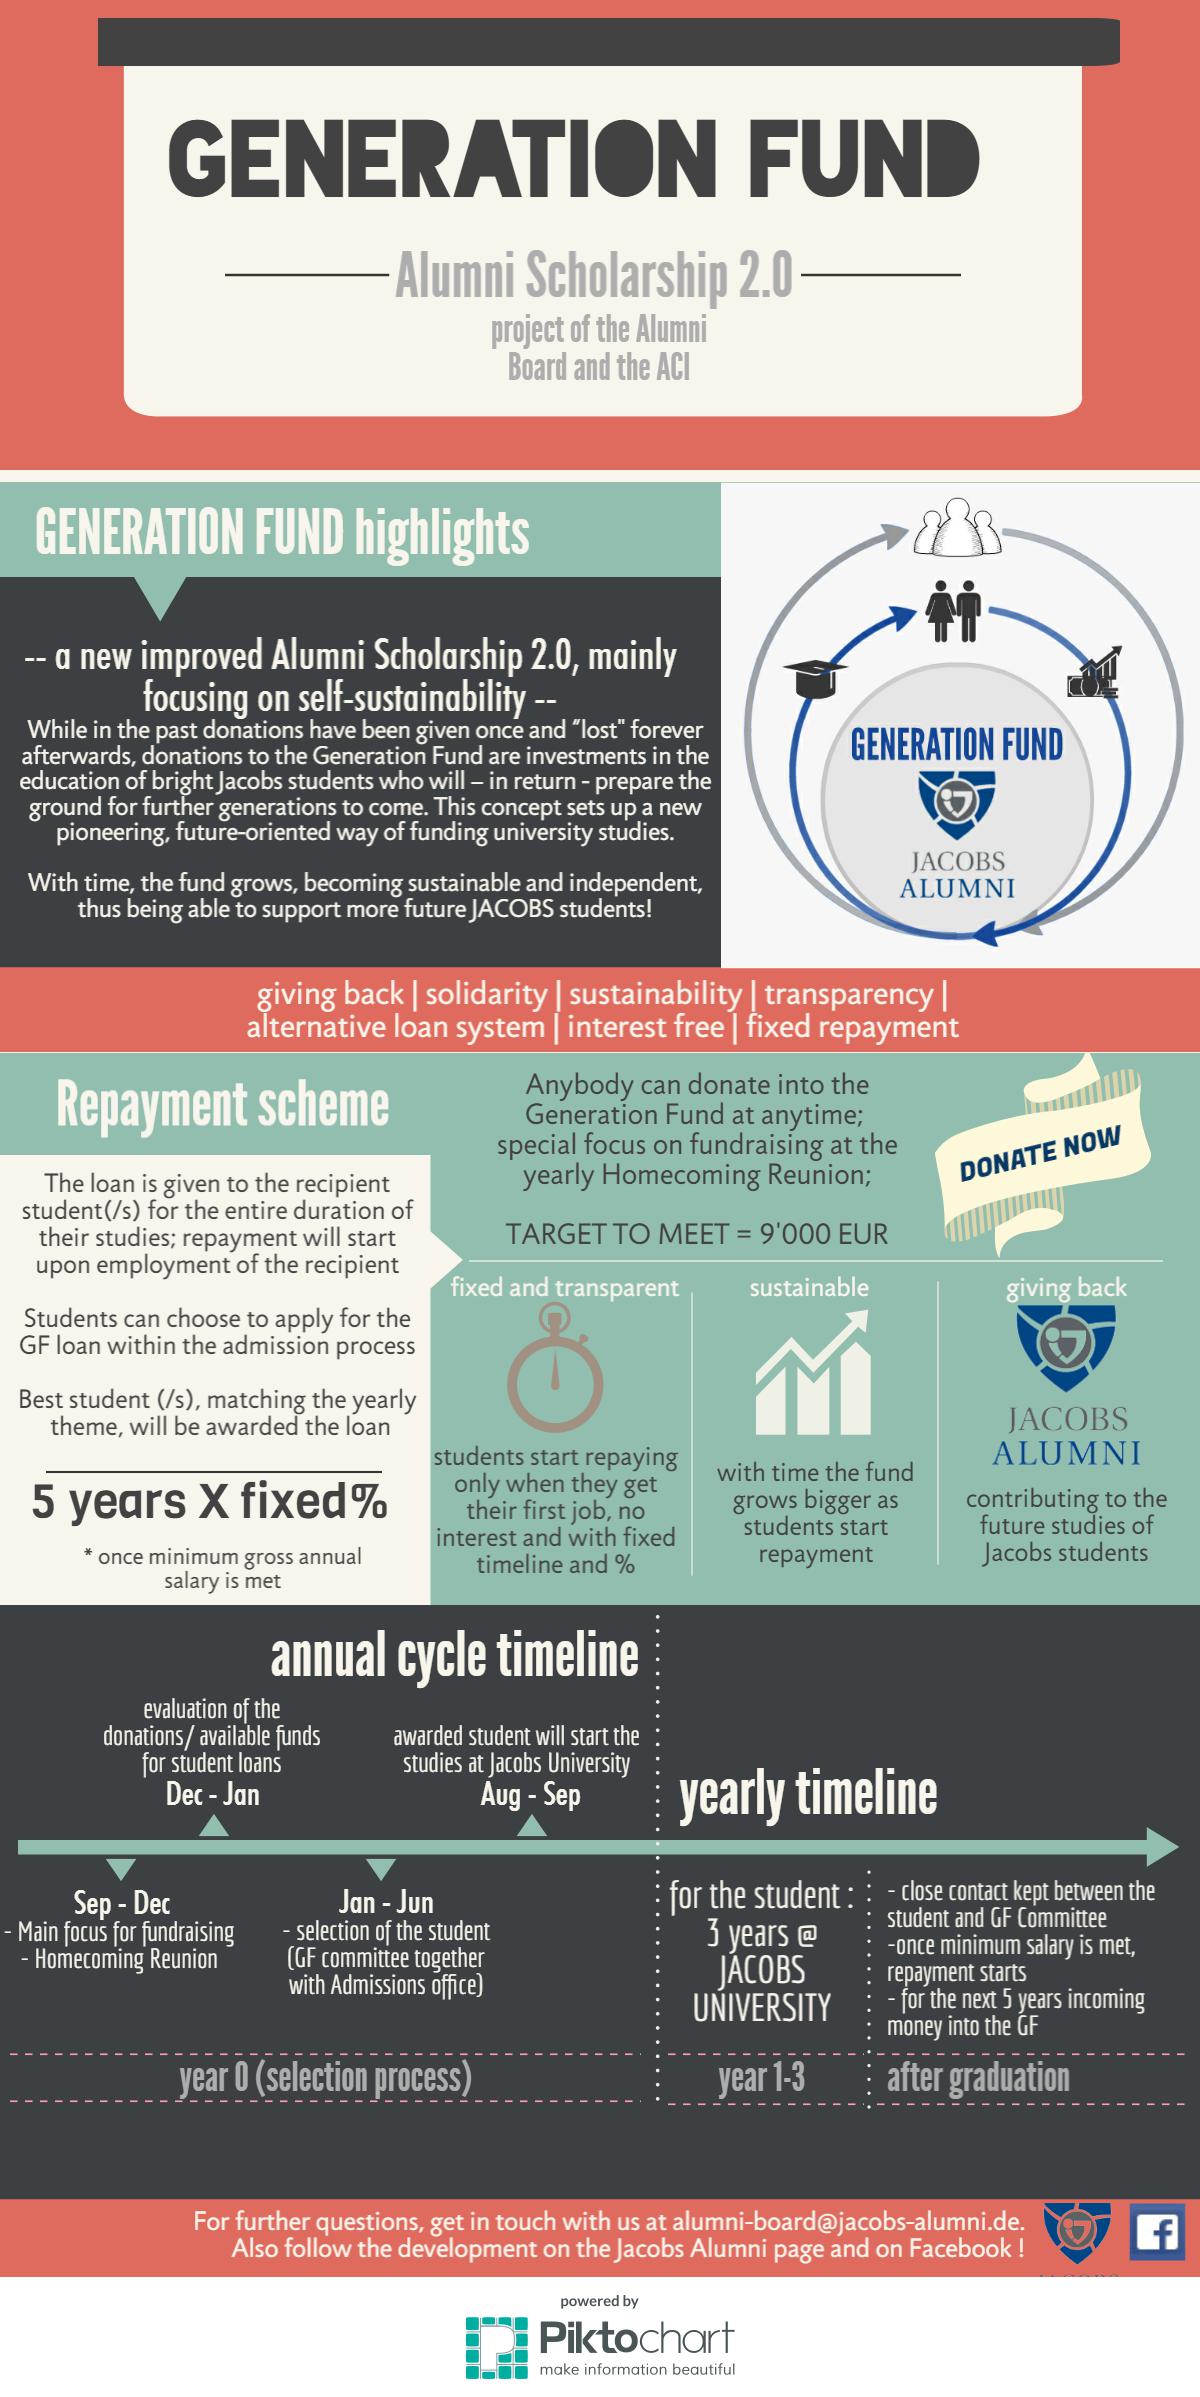 GENERATION FUND
Alumni Scholarship 2.0
project of the Alumni
Board and the ACI
GENERATION FUND highlights
-- a new improved Alumni Scholarship 2.0, mainly
focusing on self-sustainability --
While in the past donations have been given once and "lost" forever
afterwards, donations to the Generation Fund are investments in the
education of bright Jacobs students who will – in return - prepare the
ground for further generations to come. This concept sets up a new
pioneering, future-oriented way of funding university studies.
With time, the fund grows, becoming sustainable and independent,
thus being able to support more future JACOBS students!
GENERATION FUND
JACOBS
ALUMNI
giving back | solidarity | sustainability | transparency |
alternative loan system | interest free | fixed repayment
Repayment scheme
The loan is given to the recipient
student(/s) for the entire duration of
their studies; repayment will start
upon employment of the recipient
Students can choose to apply for the
GF loan within the admission process
Best student (/s), matching the yearly
theme, will be awarded the loan
5 years X fixed%
* once minimum gross annual
salary is met
Anybody can donate into the
Generation Fund at anytime;
special focus on fundraising at the
yearly Homecoming Reunion;
TARGET TO MEET = 9'000 EUR
DONATE NOW
fixed and transparent
students start repaying
only when they get
their first job, no
interest and with fixed
timeline and %
sustainable
with time the fund
grows bigger as
students start
repayment
giving back
JACOBS
ALUMNI
contributing to the
future studies of
Jacobs students
annual cycle timeline
evaluation of the
donations/ available funds
for student loans
Dec - Jan
awarded student will start the
studies at Jacobs University
Aug - Sep
yearly timeline
Sep - Dec
- Main focus for fundraising
- Homecoming Reunion
Jan - Jun
- selection of the student
(GF committee together
with Admissions office)
for the student :
3 years @
JACOBS
UNIVERSITY
- close contact kept between the
student and GF Committee
-once minimum salary is met,
repayment starts
- for the next 5 years incoming
money into the GF
year 0 (selection process)
year 1-3
after graduation
For further questions, get in touch with us at alumni-board@jacobs-alumni.de.
Also follow the development on the Jacobs Alumni page and on Facebook !
powered by
Piktochart
make information beautiful